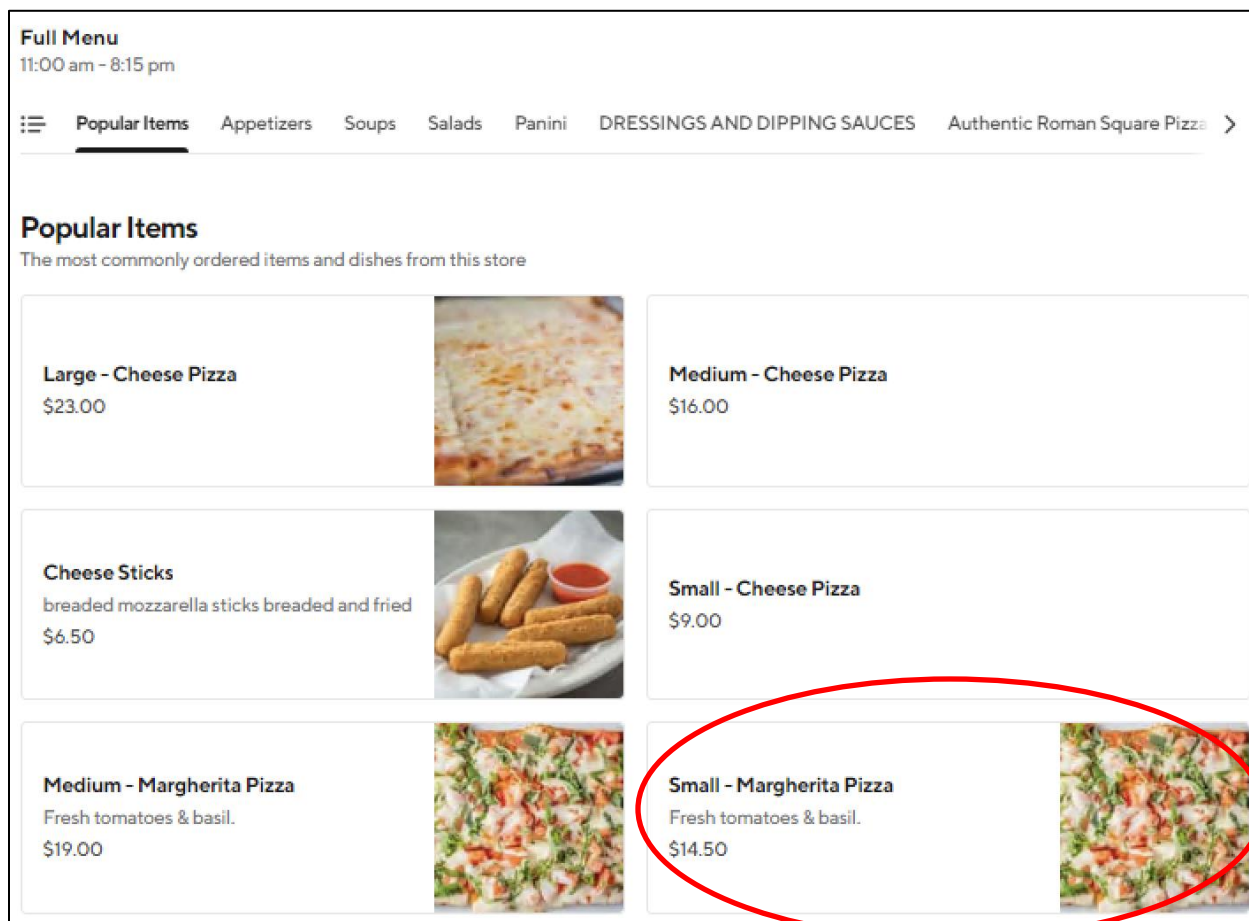 Full Menu
11:00 am - 8:15 pm
Popular Items Appetizers Soups Salads Panini DRESSINGS AND DIPPING SAUCES Authentic Roman Square Pizza
Popular Items
The most commonly ordered items and dishes from this store
Large - Cheese Pizza
$23.00
Medium - Cheese Pizza
$16.00
Cheese Sticks
breaded mozzarella sticks breaded and fried
$6.50
Small - Cheese Pizza
$9.00
Medium - Margherita Pizza
Fresh tomatoes & basil.
$19.00
Small - Margherita Pizza
Fresh tomatoes & basil.
$14.50